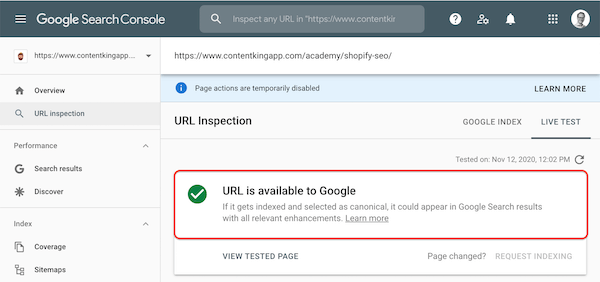 Google Search Console
Inspect any URL in "https://www.contentkir
https://www.contentkingapp....
https://www.contentkingapp.com/academy/shopify-seo/
Overview
URL inspection
Performance
Search results
Discover
Index
Coverage
Sitemaps
Page actions are temporarily disabled
LEARN MORE
URL Inspection
GOOGLE INDEX
LIVE TEST
Tested on: Nov 12, 2020, 12:02 PM
URL is available to Google
If it gets indexed and selected as canonical, it could appear in Google Search results
with all relevant enhancements. Learn more
VIEW TESTED PAGE
Page changed?
REQUEST INDEXING